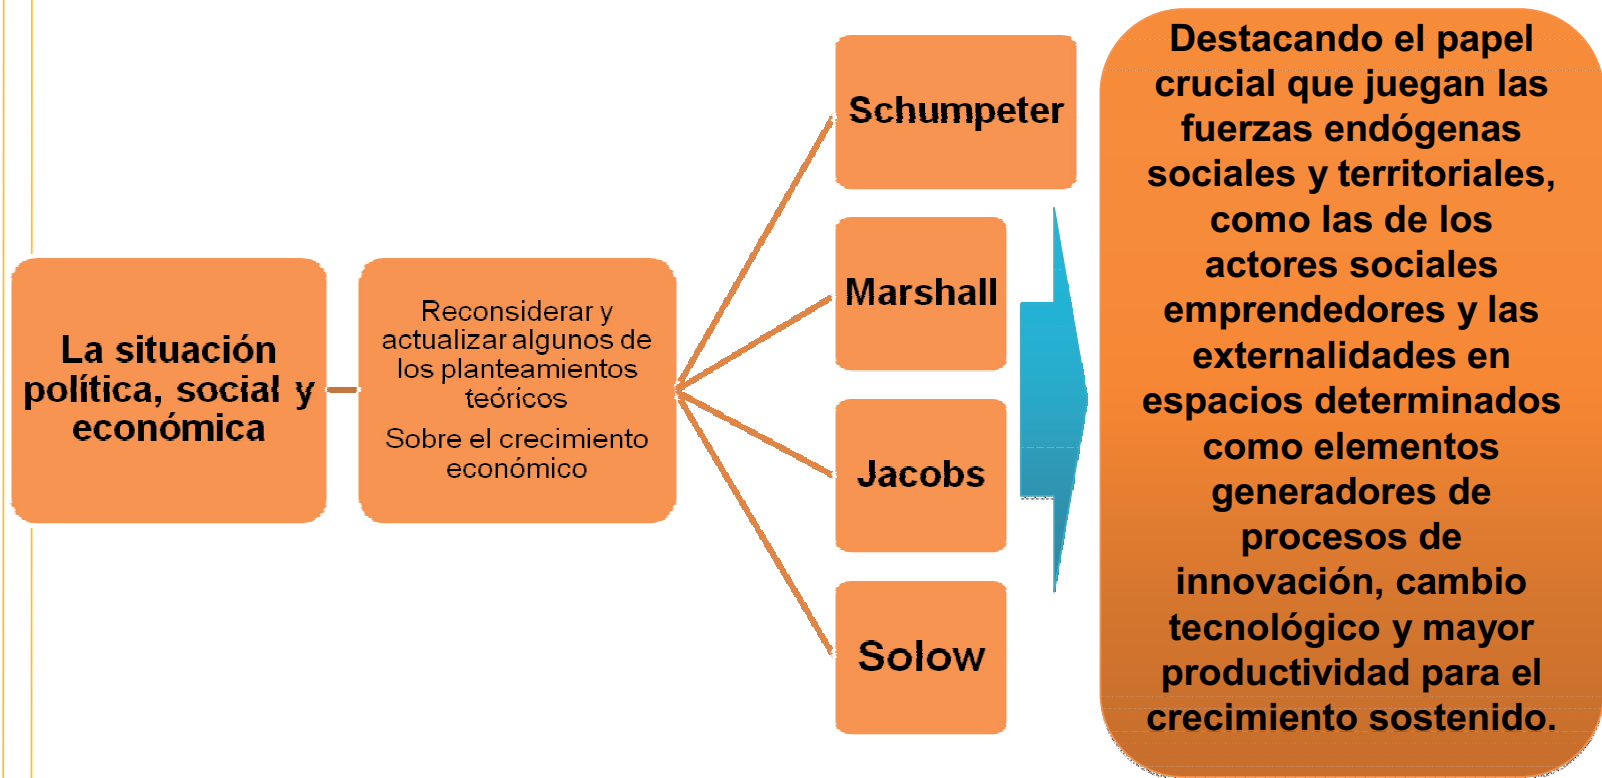 La situación
política, social y
económica
Reconsiderar y
actualizar algunos de
los planteamientos
teóricos
Sobre el crecimiento
económico
Schumpeter
Marshall
Jacobs
Solow
Destacando el papel
crucial que juegan las
fuerzas endógenas
sociales y territoriales,
como las de los
actores sociales
emprendedores y las
externalidades en
espacios determinados
como elementos
generadores de
procesos de
innovación, cambio
tecnológico y mayor
productividad para el
crecimiento sostenido.